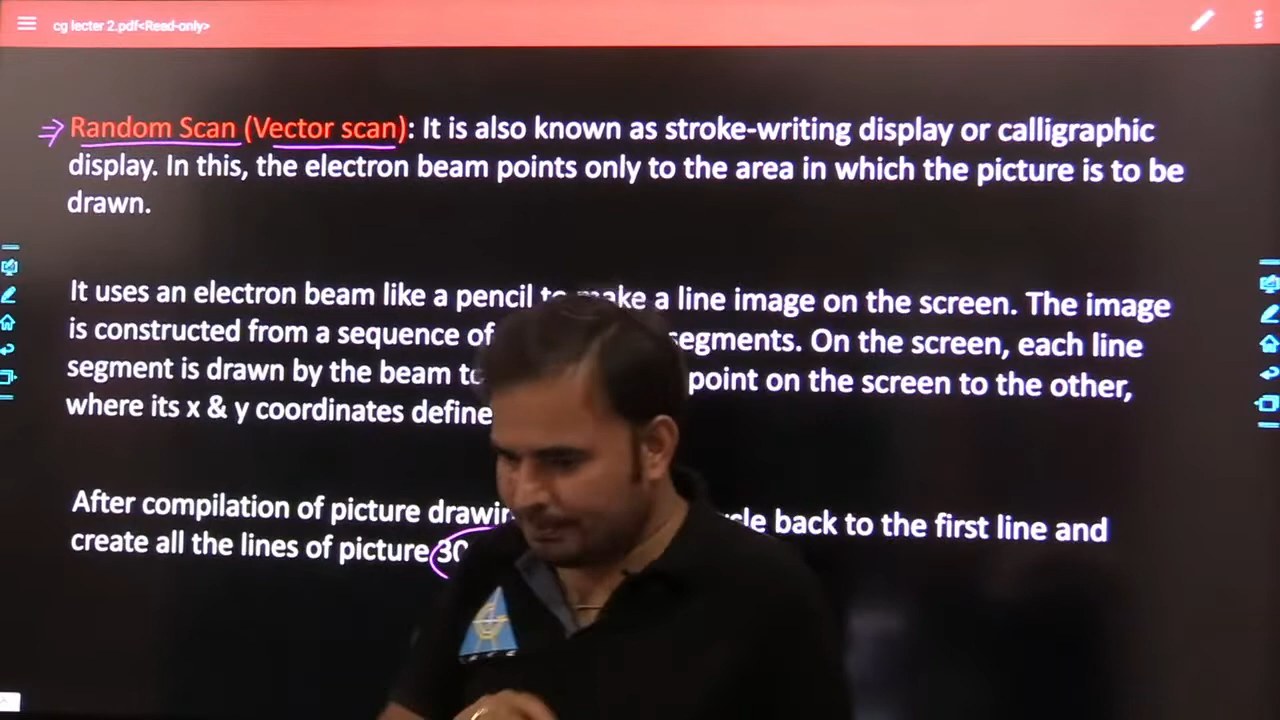 cg lecter 2.pdf<Read-only>
Random Scan (Vector scan): It is also known as stroke-writing display or calligraphic
display. In this, the electron beam points only to the area in which the picture is to be
drawn.
It uses an electron beam like a pencil to make a line image on the screen. The image
is constructed from a sequence of segments. On the screen, each line
segment is drawn by the beam to point on the screen to the other,
where its x & y coordinates define
After compilation of picture back to the first line and
create all the lines of picture 30